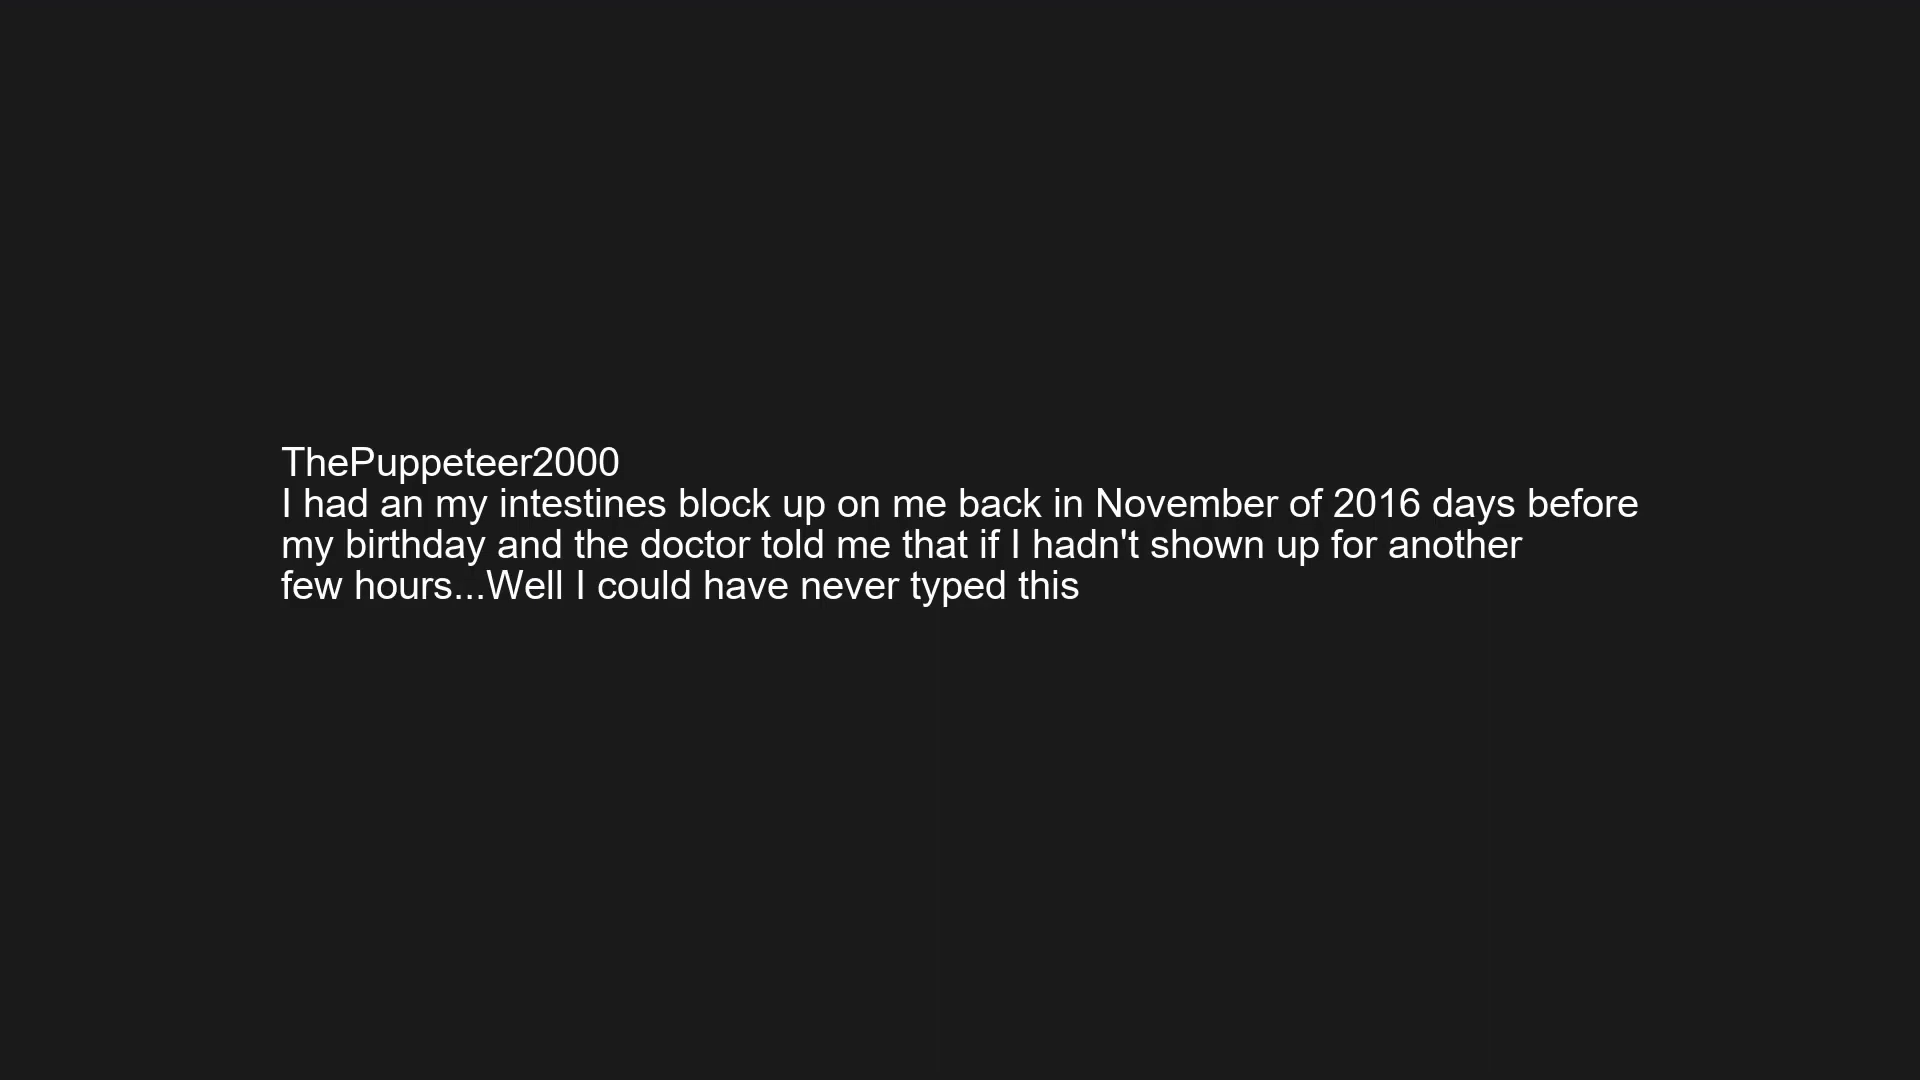 ThePuppeteer2000
I had an my intestines block up on me back in November of 2016 days before
my birthday and the doctor told me that if I hadn't shown up for another
few hours...Well I could have never typed this